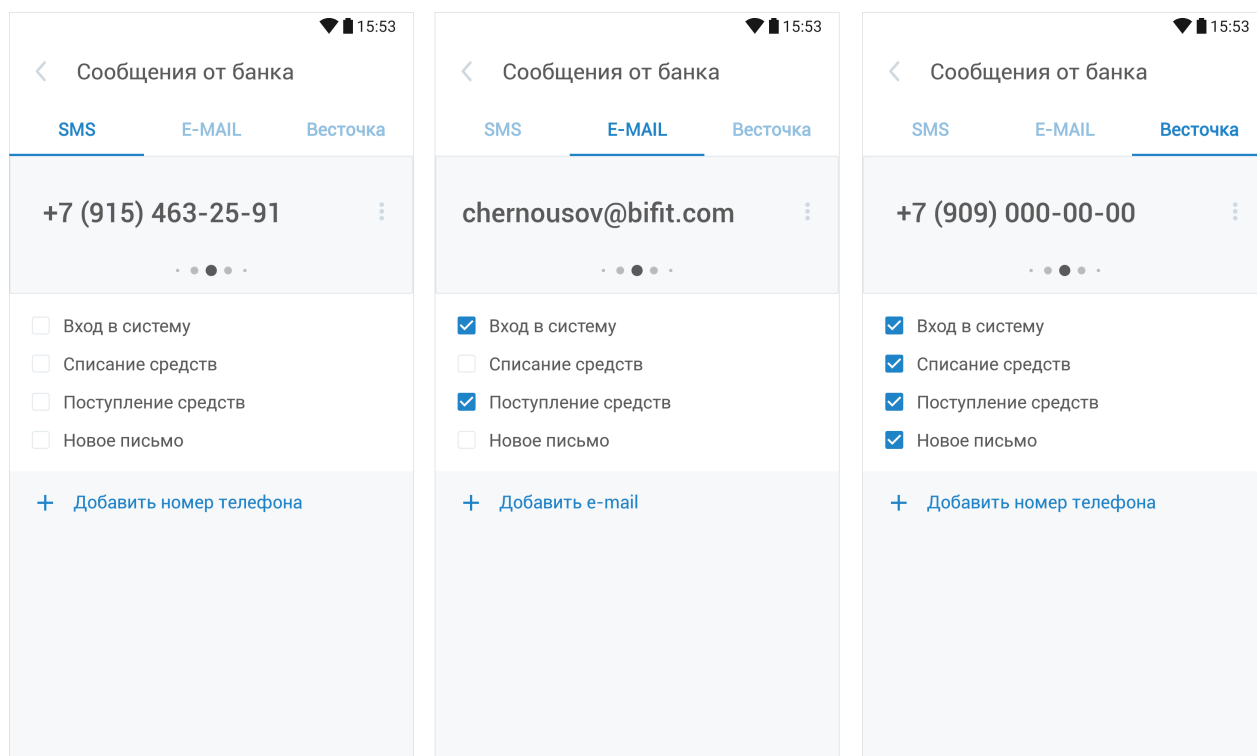 15:53
Сообщения от банка
SMS E-MAIL Весточка
+7 (915) 463-25-91
Вход в систему
Списание средств
Поступление средств
Новое письмо
+ Добавить номер телефона
15:53
Сообщения от банка
SMS E-MAIL Весточка
chernousov@bifit.com
Вход в систему
Списание средств
Поступление средств
Новое письмо
+ Добавить e-mail
15:53
Сообщения от банка
SMS E-MAIL Весточка
+7 (909) 000-00-00
Вход в систему
Списание средств
Поступление средств
Новое письмо
+ Добавить номер телефона